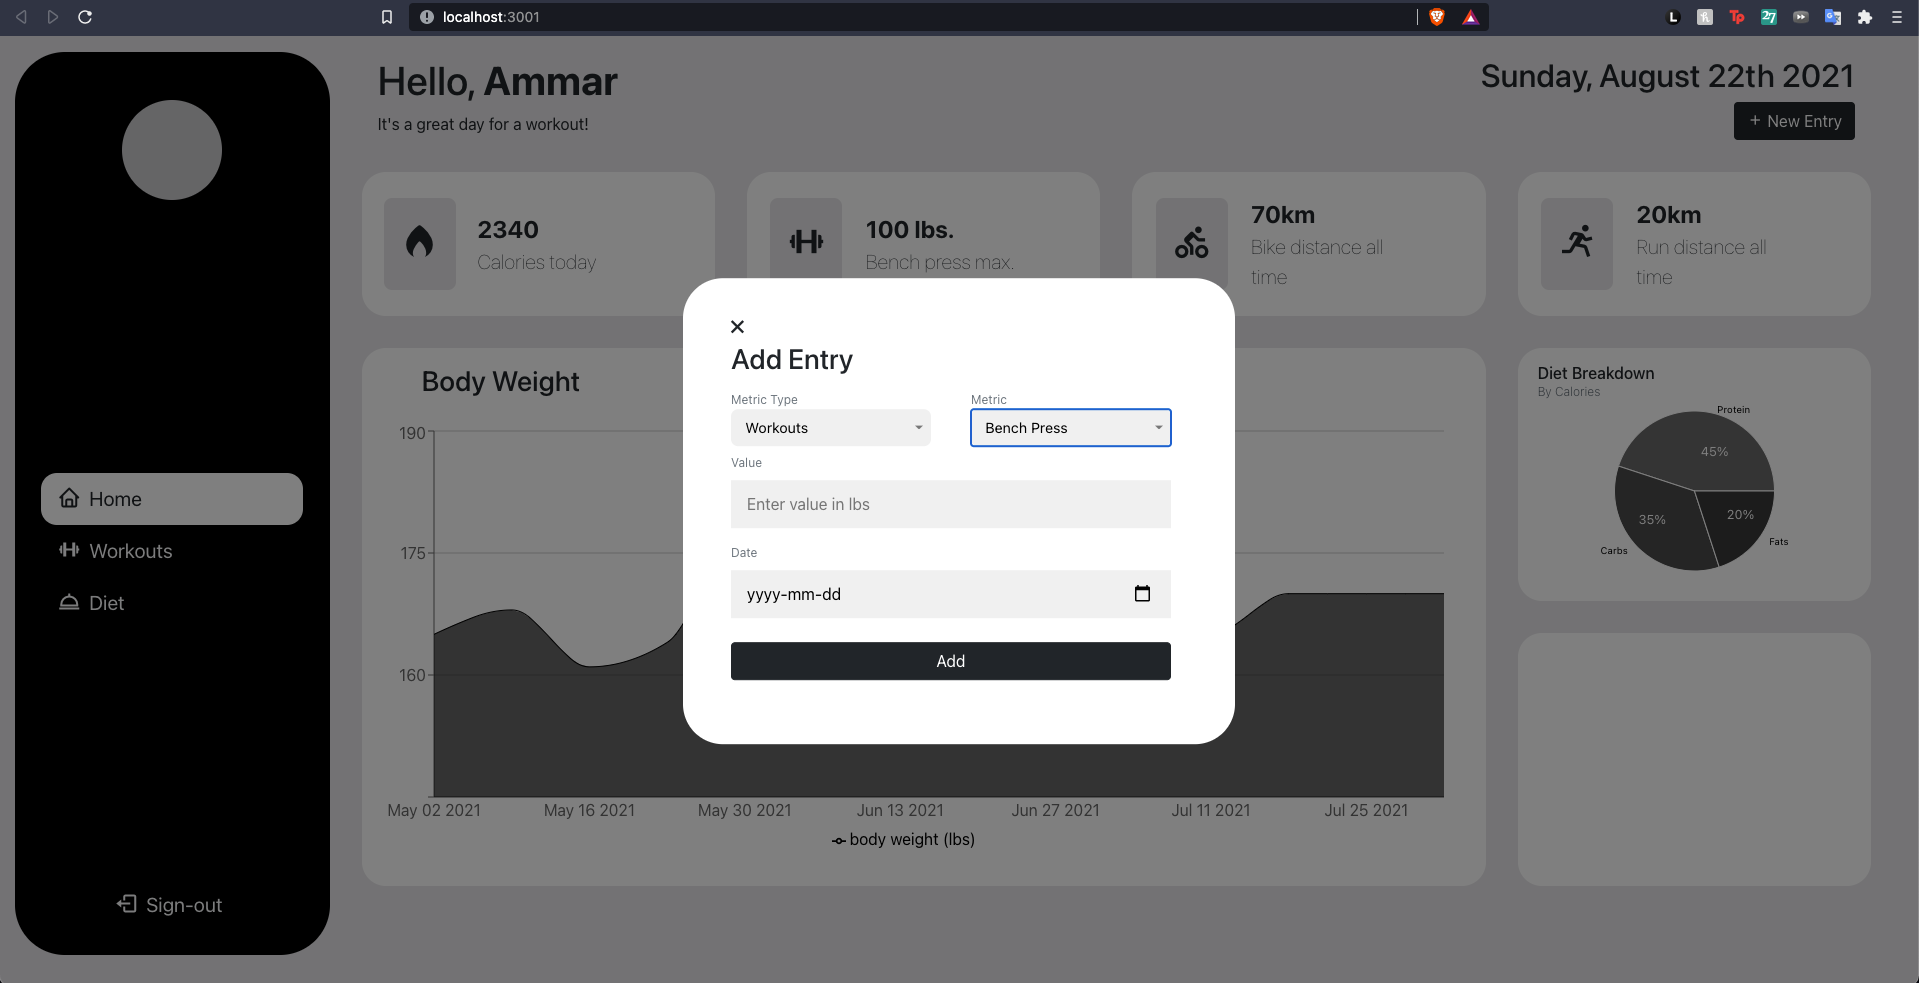 localhost:3001
L
Tp
27
Home
Workouts
Diet
Sign-out
Hello, Ammar
It's a great day for a workout!
Sunday, August 22th 2021
+ New Entry
2340
Calories today
100 lbs.
Bench press max.
70km
Bike distance all
time
20km
Run distance all
time
Body Weight
190
175
160
May 02 2021
May 16 2021
May 30 2021
Jun 13 2021
Jun 27 2021
Jul 11 2021
Jul 25 2021
body weight (lbs)
Diet Breakdown
By Calories
Protein
45%
35%
20%
Carbs
Fats
Add Entry
Metric Type
Metric
Workouts
Bench Press
Value
Enter value in lbs
Date
yyyy-mm-dd
Add